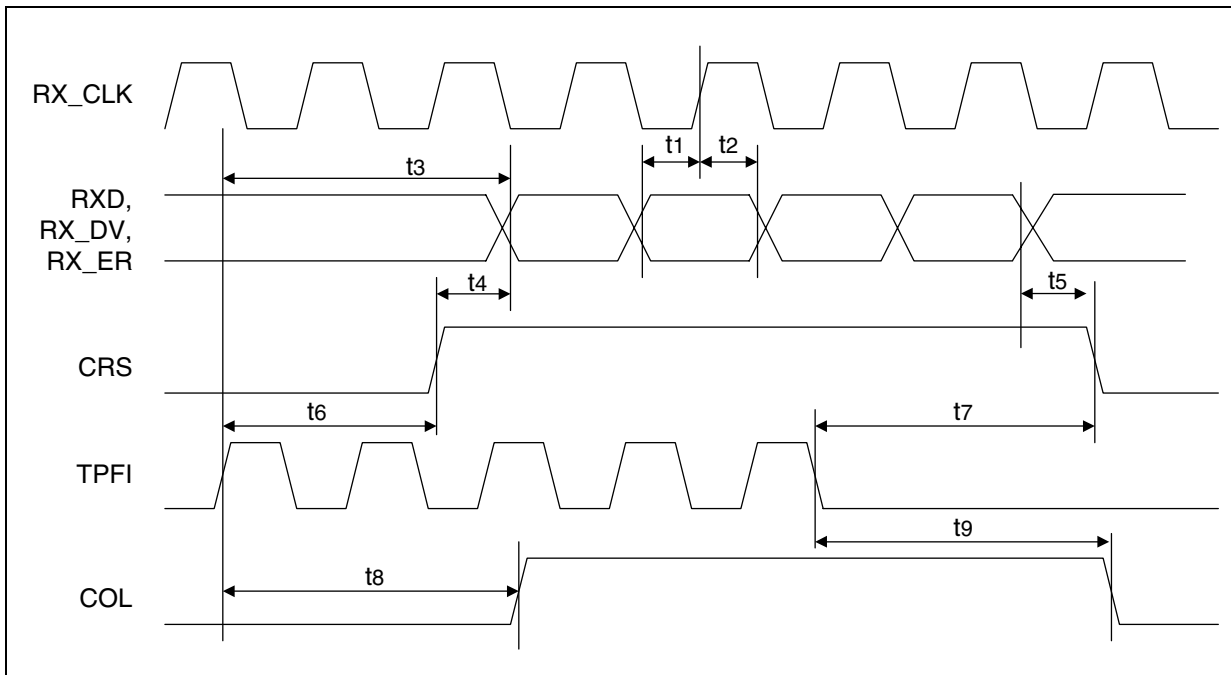 RX_CLK
t1
t2
t3
RXD,
RX_DV,
RX_ER
t4
t5
CRS
t6
t7
TPFI
t9
t8
COL